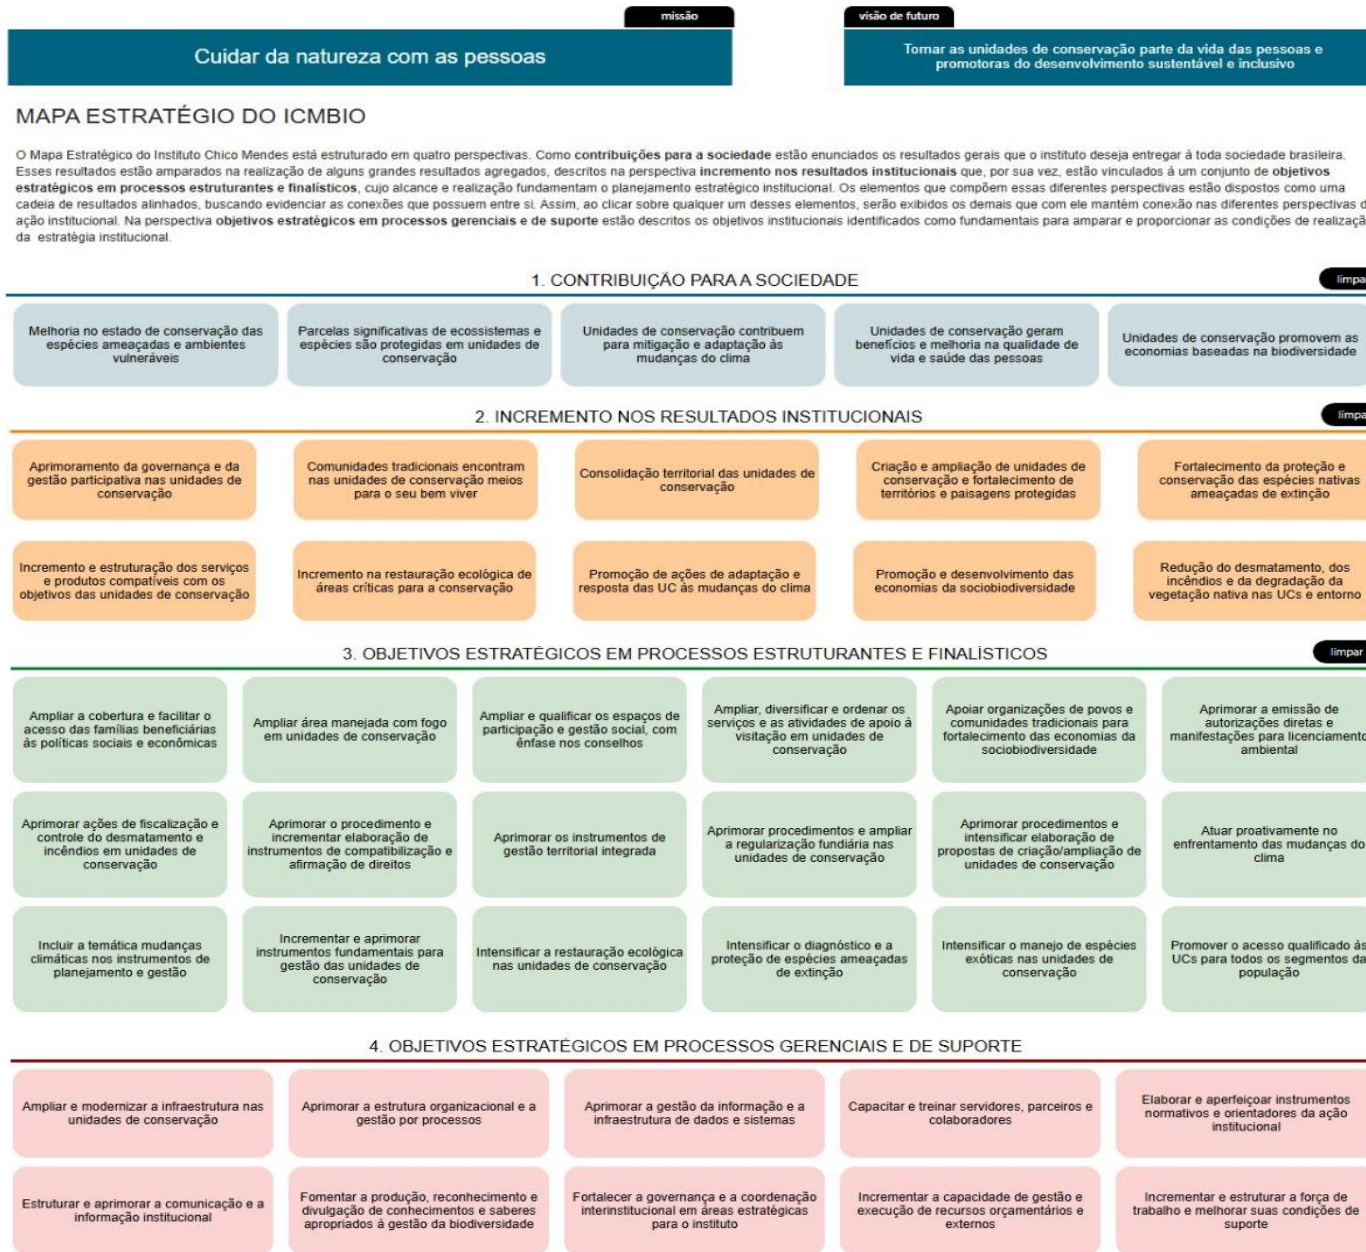 missão
visão de futuro
Cuidar da natureza com as pessoas
Tornar as unidades de conservação parte da vida das pessoas e
promotoras do desenvolvimento sustentável e inclusivo
MAPA ESTRATÉGIO DO ICMBIO
O Mapa Estratégico do Instituto Chico Mendes está estruturado em quatro perspectivas. Como contribuições para a sociedade estão enunciados os resultados gerais que o instituto deseja entregar à toda sociedade brasileira.
Esses resultados estão amparados na realização de alguns grandes resultados agregados, descritos na perspectiva incremento nos resultados institucionais que, por sua vez, estão vinculados à um conjunto de objetivos
estratégicos em processos estruturantes e finalísticos, cujo alcance e realização fundamentam o planejamento estratégico institucional. Os elementos que compõem essas diferentes perspectivas estão dispostos como uma
cadeia de resultados alinhados, buscando evidenciar as conexões que possuem entre si. Assim, ao clicar sobre qualquer um desses elementos, serão exibidos os demais que com ele mantém conexão nas diferentes perspectivas d
ação institucional. Na perspectiva objetivos estratégicos em processos gerenciais e de suporte estão descritos os objetivos institucionais identificados como fundamentais para amparar e proporcionar as condições de realizaçã
da estratégia institucional.
1. CONTRIBUIÇÃO PARA A SOCIEDADE
limpa
Melhoria no estado de conservação das
espécies ameaçadas e ambientes
vulneráveis
Parcelas significativas de ecossistemas e
espécies são protegidas em unidades de
conservação
Unidades de conservação contribuem
para mitigação e adaptação às
mudanças do clima
Unidades de conservação geram
benefícios e melhoria na qualidade de
vida e saúde das pessoas
Unidades de conservação promovem as
economias baseadas na biodiversidade
2. INCREMENTO NOS RESULTADOS INSTITUCIONAIS
limpa
Aprimoramento da governança e da
gestão participativa nas unidades de
conservação
Comunidades tradicionais encontram
nas unidades de conservação meios
para o seu bem viver
Consolidação territorial das unidades de
conservação
Criação e ampliação de unidades de
conservação e fortalecimento de
territórios e paisagens protegidas
Fortalecimento da proteção e
conservação das espécies nativas
ameaçadas de extinção
Incremento e estruturação dos serviços
e produtos compatíveis com os
objetivos das unidades de conservação
Incremento na restauração ecológica de
áreas críticas para a conservação
Promoção de ações de adaptação e
resposta das UC às mudanças do clima
Promoção e desenvolvimento das
economias da sociobiodiversidade
Redução do desmatamento, dos
incêndios e da degradação da
vegetação nativa nas UCs e entorno
3. OBJETIVOS ESTRATÉGICOS EM PROCESSOS ESTRUTURANTES E FINALÍSTICOS
limpar
Ampliar a cobertura e facilitar o
acesso das famílias beneficiárias
às políticas sociais e econômicas
Ampliar área manejada com fogo
em unidades de conservação
Ampliar e qualificar os espaços de
participação e gestão social, com
ênfase nos conselhos
Ampliar, diversificar e ordenar os
serviços e as atividades de apoio à
visitação em unidades de
conservação
Apoiar organizações de povos e
comunidades tradicionais para
fortalecimento das economias da
sociobiodiversidade
Aprimorar a emissão de
autorizações diretas e
manifestações para licenciamento
ambiental
Aprimorar ações de fiscalização e
controle do desmatamento e
incêndios em unidades de
conservação
Aprimorar o procedimento e
incrementar elaboração de
instrumentos de compatibilização e
afirmação de direitos
Aprimorar os instrumentos de
gestão territorial integrada
Aprimorar procedimentos e ampliar
a regularização fundiária nas
unidades de conservação
Aprimorar procedimentos e
intensificar elaboração de
propostas de criação/ampliação de
unidades de conservação
Atuar proativamente no
enfrentamento das mudanças do
clima
Incluir a temática mudanças
climáticas nos instrumentos de
planejamento e gestão
Incrementar e aprimorar
instrumentos fundamentais para
gestão das unidades de
conservação
Intensificar a restauração ecológica
nas unidades de conservação
Intensificar o diagnóstico e a
proteção de espécies ameaçadas
de extinção
Intensificar o manejo de espécies
exóticas nas unidades de
conservação
Promover o acesso qualificado às
UCs para todos os segmentos da
população
4. OBJETIVOS ESTRATÉGICOS EM PROCESSOS GERENCIAIS E DE SUPORTE
Ampliar e modernizar a infraestrutura nas
unidades de conservação
Aprimorar a estrutura organizacional e a
gestão por processos
Aprimorar a gestão da informação e a
infraestrutura de dados e sistemas
Capacitar e treinar servidores, parceiros e
colaboradores
Elaborar e aperfeiçoar instrumentos
normativos e orientadores da ação
institucional
Estruturar e aprimorar a comunicação e a
informação institucional
Fomentar a produção, reconhecimento e
divulgação de conhecimentos e saberes
apropriados à gestão da biodiversidade
Fortalecer a governança e a coordenação
interinstitucional em áreas estratégicas
para o instituto
Incrementar a capacidade de gestão e
execução de recursos orçamentários e
externos
Incrementar e estruturar a força de
trabalho e melhorar suas condições de
suporte